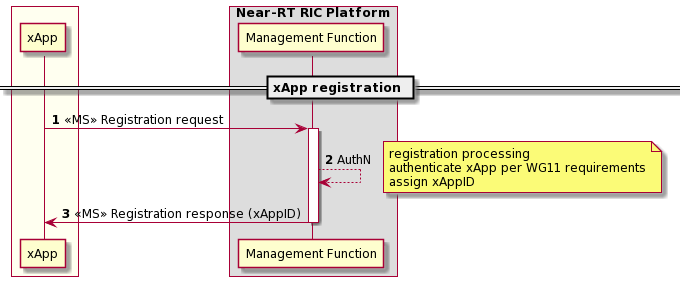 Near-RT RIC Platform
xApp
Management Function
xApp registration
1 «MS» Registration request
2 AuthN
registration processing
authenticate xApp per WG11 requirements
assign xAppID
3 «MS» Registration response (xAppID)
xApp
Management Function